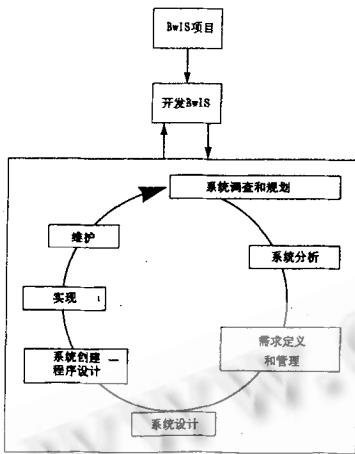 BwIS项目
开发BwIS
系统调查和规划
系统分析
需求定义
和管理
系统设计
系统创建
程序设计
实现
维护